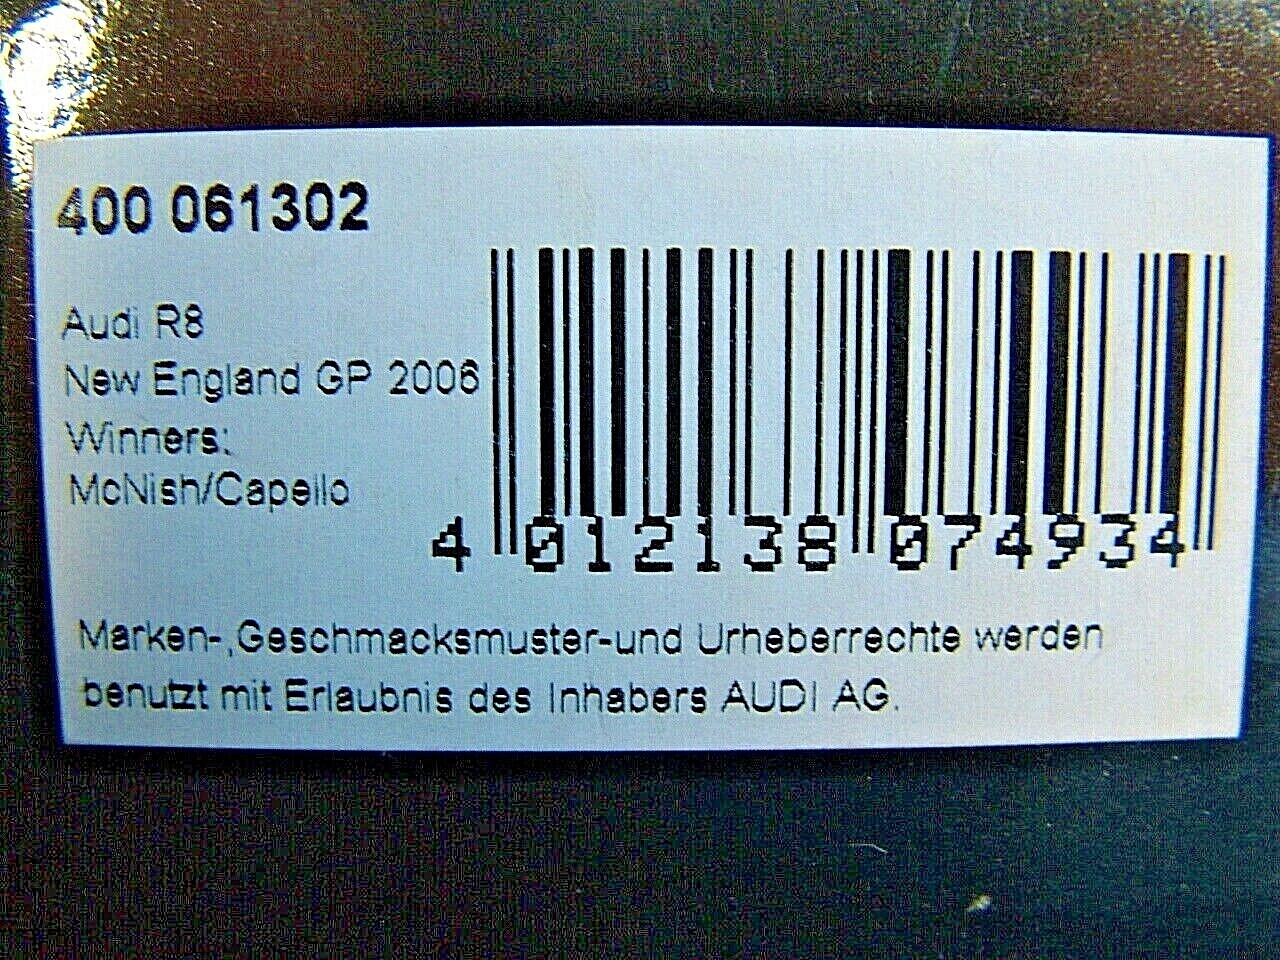 400 061302
Audi R8
New England GP 2006
Winners:
McNish/Capello
4 012138 074934
Marken-,Geschmacksmuster-und Urheberrechte werden
benutzt mit Erlaubnis des Inhabers AUDI AG.